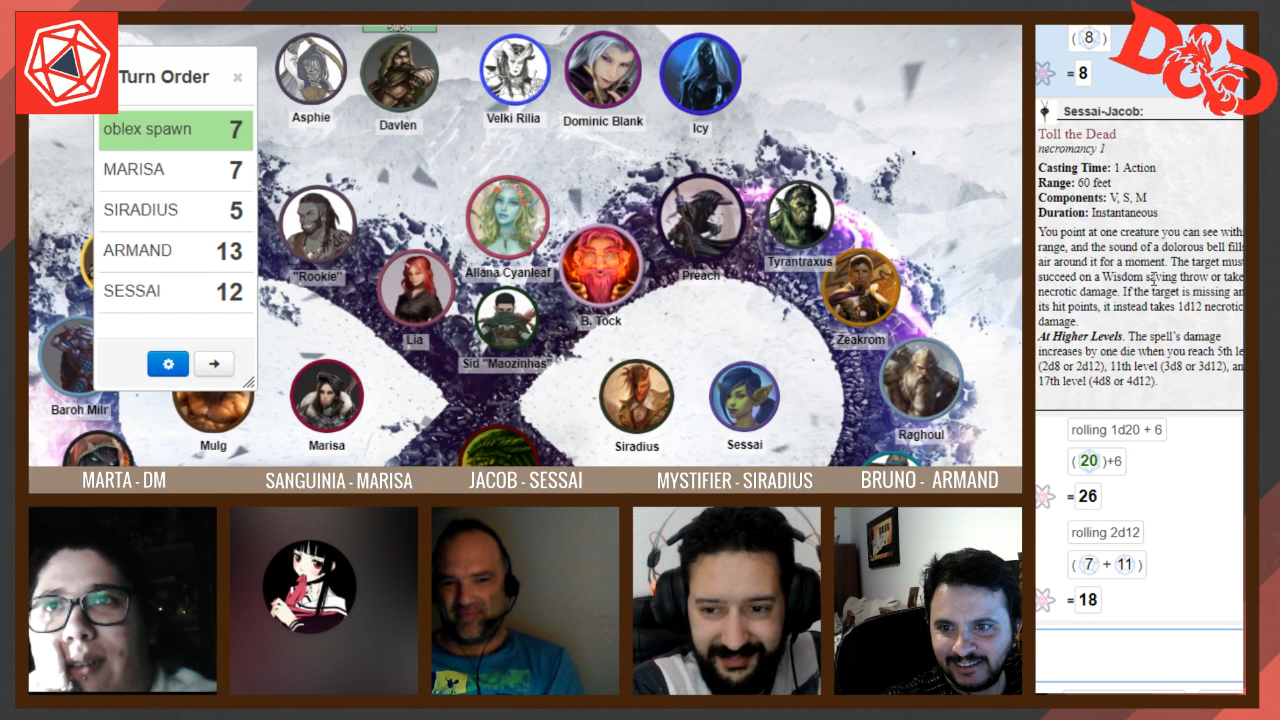 Turn Order ×
oblex spawn 7
MARISA 7
SIRADIUS 5
ARMAND 13
SESSAI 12
Asphie
Davlen
Velki Rilia
Dominic Blank
Icy
"Rookie"
Lia
Allana Cyanleaf
Sid "Maozinhas"
B. Tock
Preach
Tyrantraxus
Zeakrom
Baroh Milr
Mulg
Marisa
Siradius
Sessai
Raghoul
MARTA - DM
SANGUINIA - MARISA
JACOB - SESSAI
MYSTIFIER - SIRADIUS
BRUNO - ARMAND
( 8 )
= 8
D&D
Sessai-Jacob:
Toll the Dead
necromancy 1
Casting Time: 1 Action
Range: 60 feet
Components: V, S, M
Duration: Instantaneous
You point at one creature you can see with
range, and the sound of a dolorous bell fill
air around it for a moment. The target mus
succeed on a Wisdom saving throw or take
necrotic damage. If the target is missing an
its hit points, it instead takes 1d12 necrotic
damage.
At Higher Levels. The spell's damage
increases by one die when you reach 5th le
(2d8 or 2d12), 11th level (3d8 or 3d12), an
17th level (4d8 or 4d12).
rolling 1d20 + 6
( 20 )+6
= 26
rolling 2d12
( 7 + 11 )
= 18